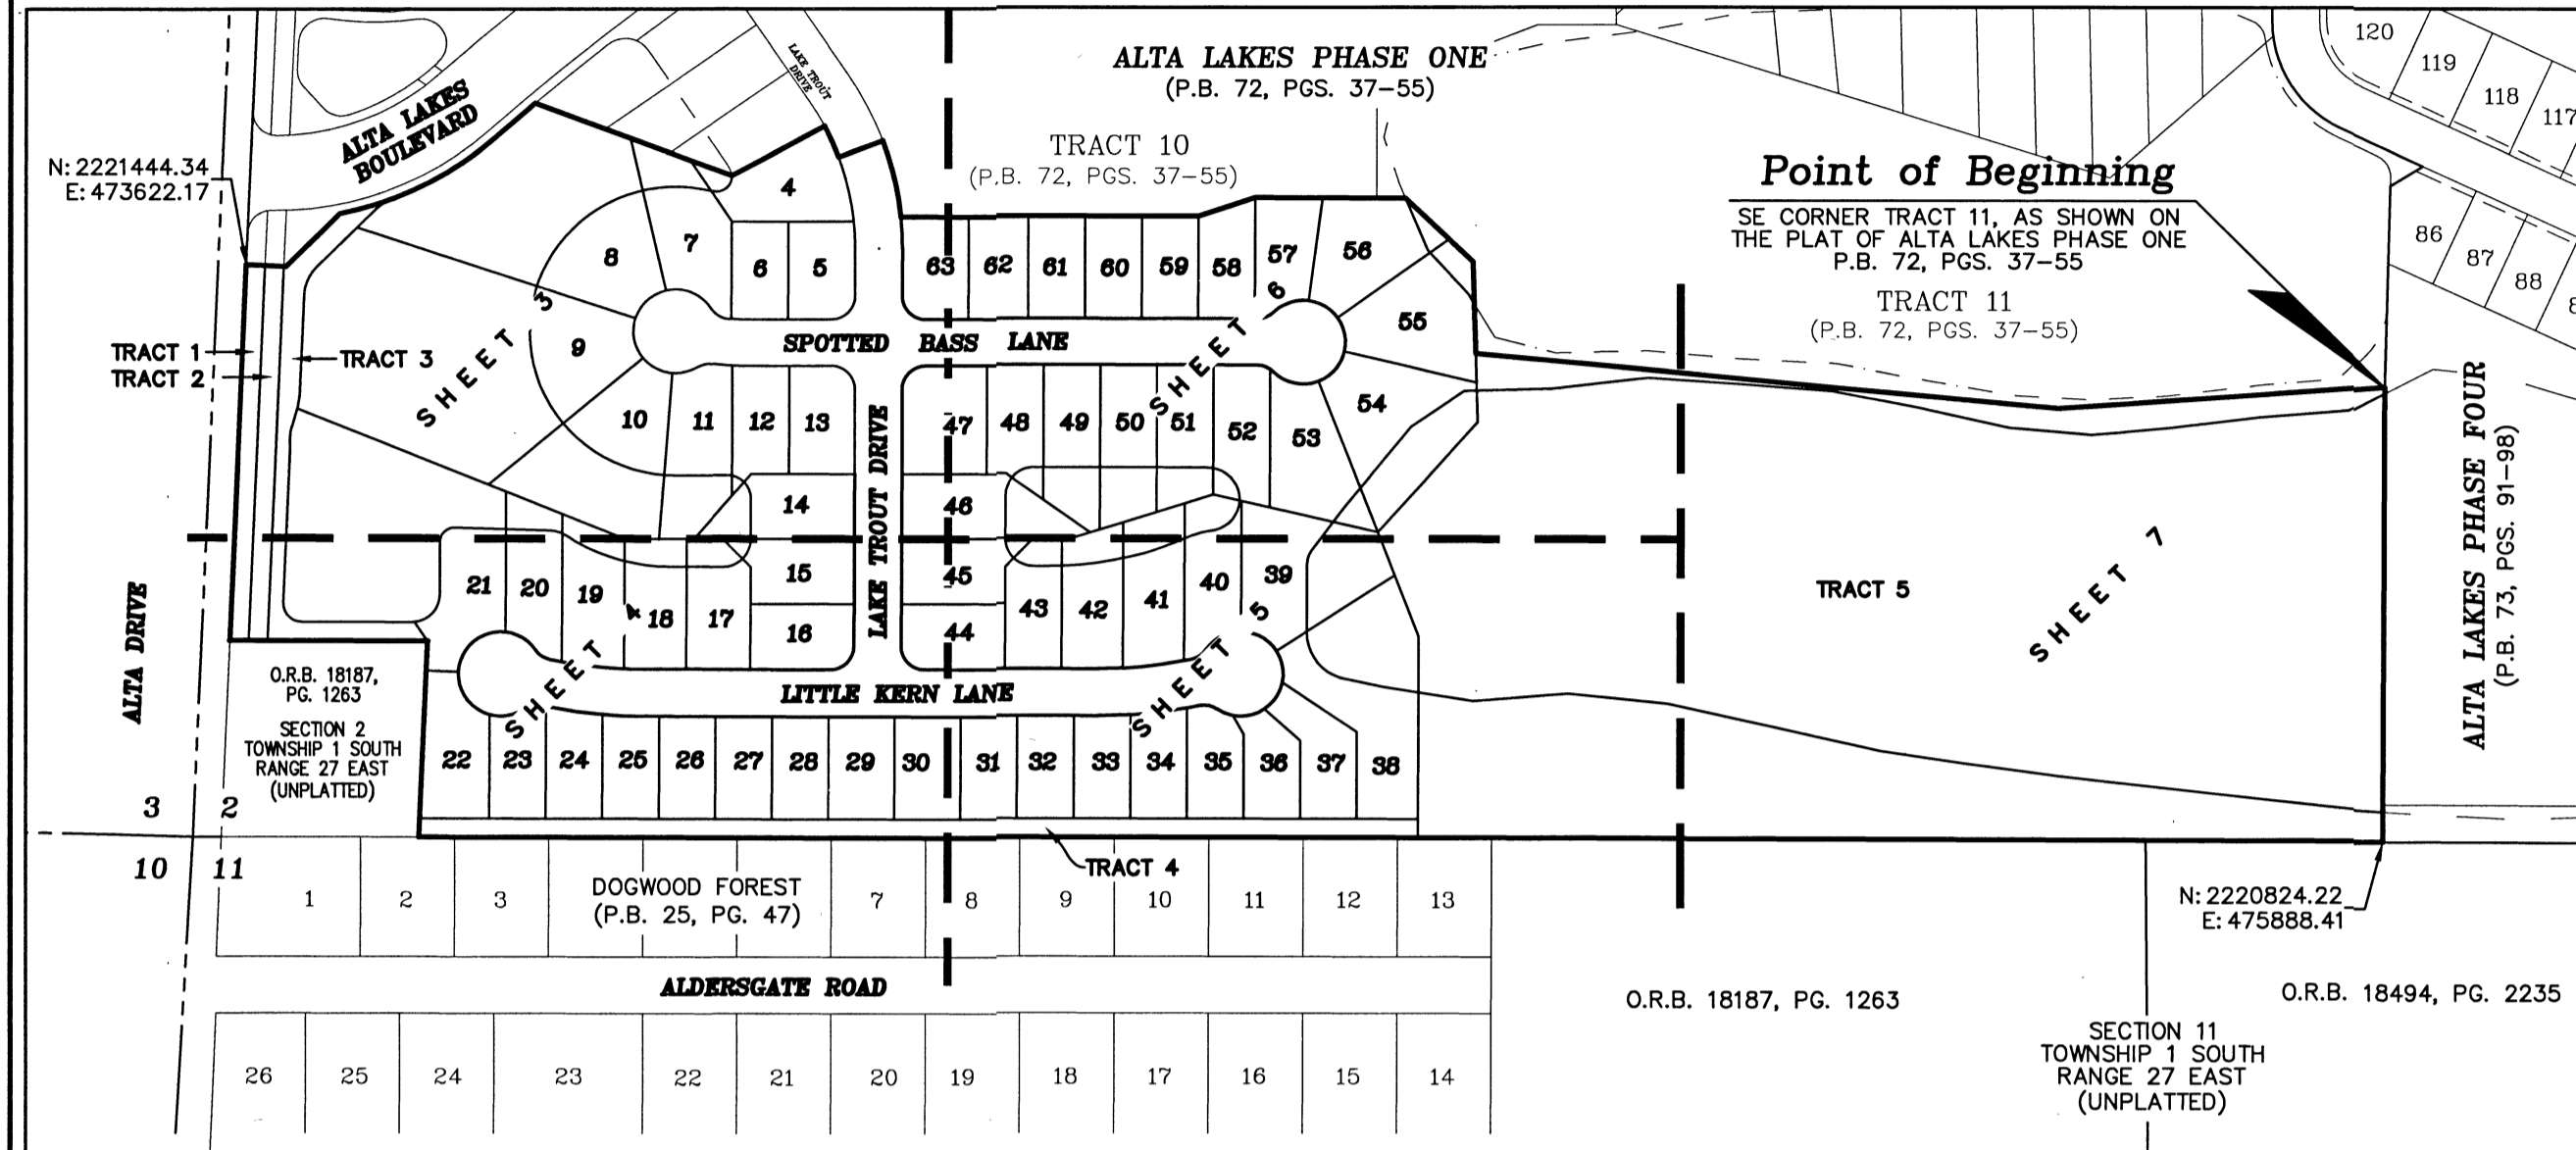 ALTA LAKES PHASE ONE
(P.B. 72, PGS. 37-55)
TRACT 10
(P.B. 72, PGS. 37-55)
LAKE TROUT
DRIVE
ALTA LAKES
BOULEVARD
N: 2221444.34
E: 473622.17
120
119
118
117
Point of Beginning
SE CORNER TRACT 11, AS SHOWN ON
THE PLAT OF ALTA LAKES PHASE ONE
P.B. 72, PGS. 37-55
TRACT 11
(P.B. 72, PGS. 37-55)
86
87
88
4
8
7
6
5
63
62
61
60
59
58
57
56
55
54
TRACT 1
TRACT 2
TRACT 3
SHEET 3
SPOTTED BASS LANE
SHEET 6
9
10
11
12
13
14
15
16
LAKE TROUT DRIVE
47
48
49
50
51
52
53
46
45
44
21
20
19
18
17
43
42
41
40
39
SHEET 4
LITTLE KERN LANE
SHEET 5
TRACT 5
SHEET 7
ALTA LAKES PHASE FOUR
(P.B. 73, PGS. 91-98)
ALTA DRIVE
O.R.B. 18187,
PG. 1263
SECTION 2
TOWNSHIP 1 SOUTH
RANGE 27 EAST
(UNPLATTED)
22
23
24
25
26
27
28
29
30
31
32
33
34
35
36
37
38
3
2
10
11
TRACT 4
1
2
3
DOGWOOD FOREST
(P.B. 25, PG. 47)
7
8
9
10
11
12
13
N: 2220824.22
E: 475888.41
ALDERSGATE ROAD
O.R.B. 18187, PG. 1263
O.R.B. 18494, PG. 2235
SECTION 11
TOWNSHIP 1 SOUTH
RANGE 27 EAST
(UNPLATTED)
26
25
24
23
22
21
20
19
18
17
16
15
14